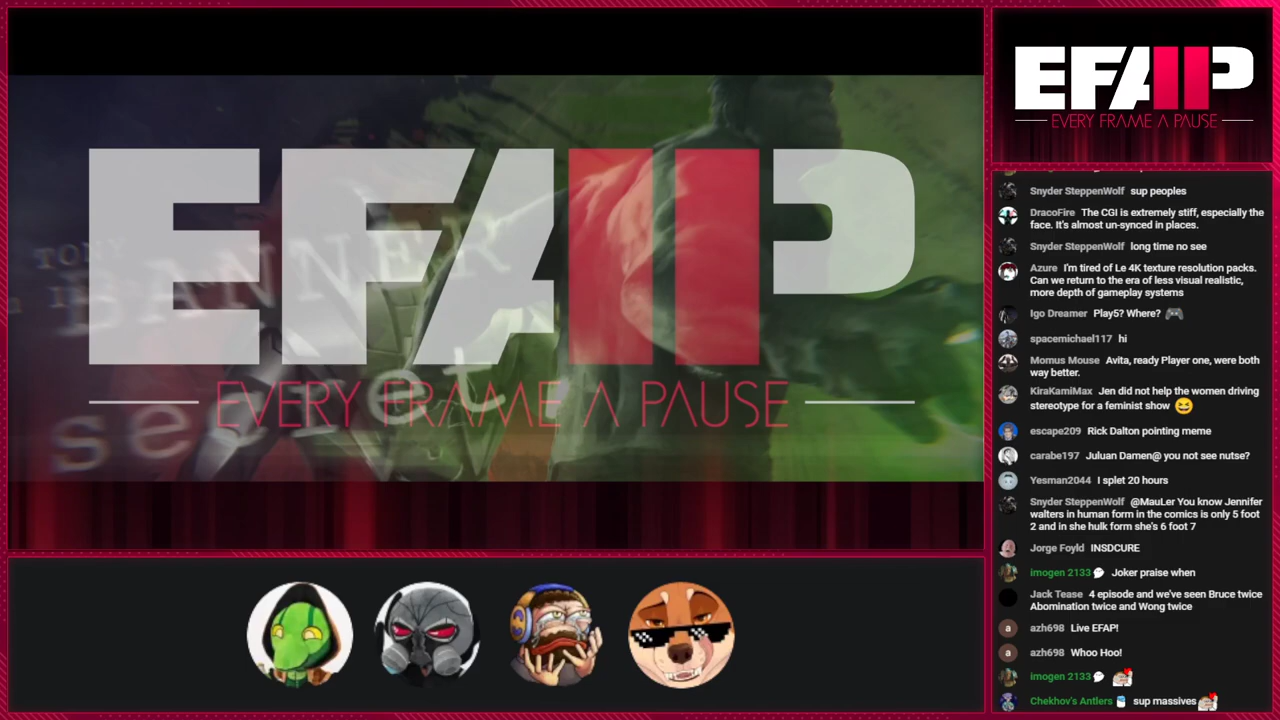 EFAP
EVERY FRAME A PAUSE
TONY
BANNER
secret
EFAP
EVERY FRAME A PAUSE
Snyder SteppenWolf sup peoples
DracoFire The CGI is extremely stiff, especially the
face. It's almost un-synced in places.
Snyder SteppenWolf long time no see
Azure I'm tired of Le 4K texture resolution packs.
Can we return to the era of less visual realistic,
more depth of gameplay systems
Igo Dreamer Play5? Where? 🎮
spacemichael117 hi
Momus Mouse Avita, ready Player one, were both
way better.
KiraKamiMax Jen did not help the women driving
stereotype for a feminist show 😆
escape209 Rick Dalton pointing meme
carabe197 Juluan Damen@ you not see nutse?
Yesman2044 I splet 20 hours
Snyder SteppenWolf @MauLer You know Jennifer
walters in human form in the comics is only 5 foot
2 and in she hulk form she's 6 foot 7
Jorge Foyld INSDCURE
imogen 2133 Joker praise when
Jack Tease 4 episode and we've seen Bruce twice
Abomination twice and Wong twice
a azh698 Live EFAP!
a azh698 Whoo Hoo!
imogen 2133
Chekhov's Antlers sup massives